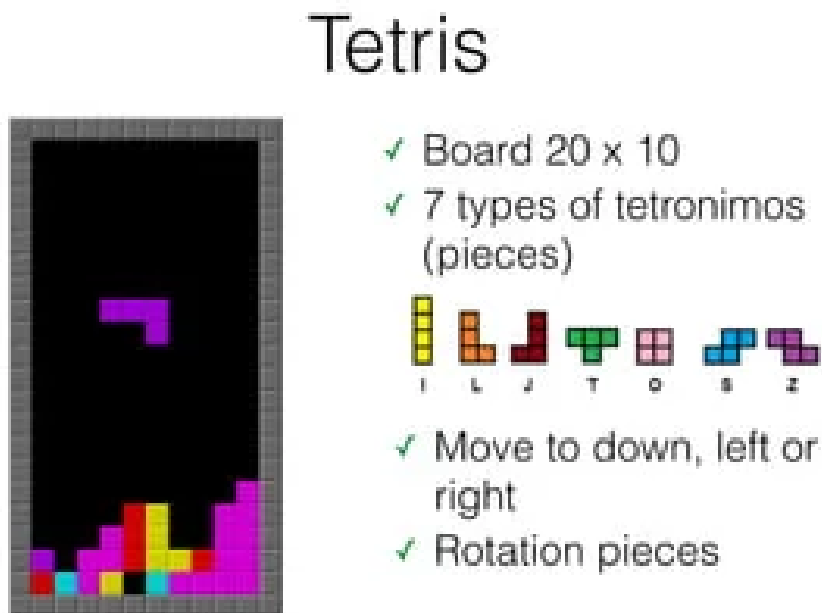 Tetris
✓ Board 20 x 10
✓ 7 types of tetronimos
(pieces)
I L J T O S Z
✓ Move to down, left or
right
✓ Rotation pieces